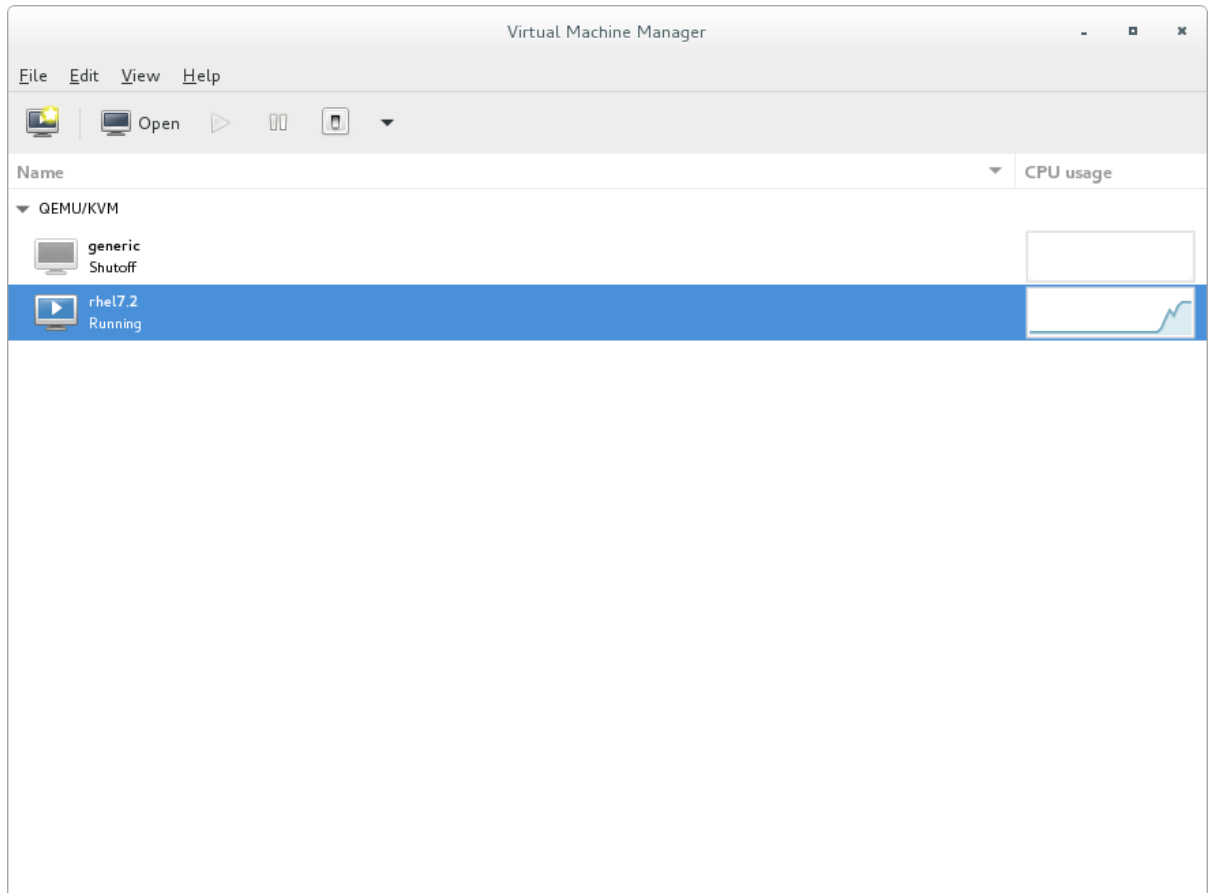 Virtual Machine Manager
File Edit View Help
Open
Name CPU usage
QEMU/KVM
generic
Shutoff
rhel7.2
Running